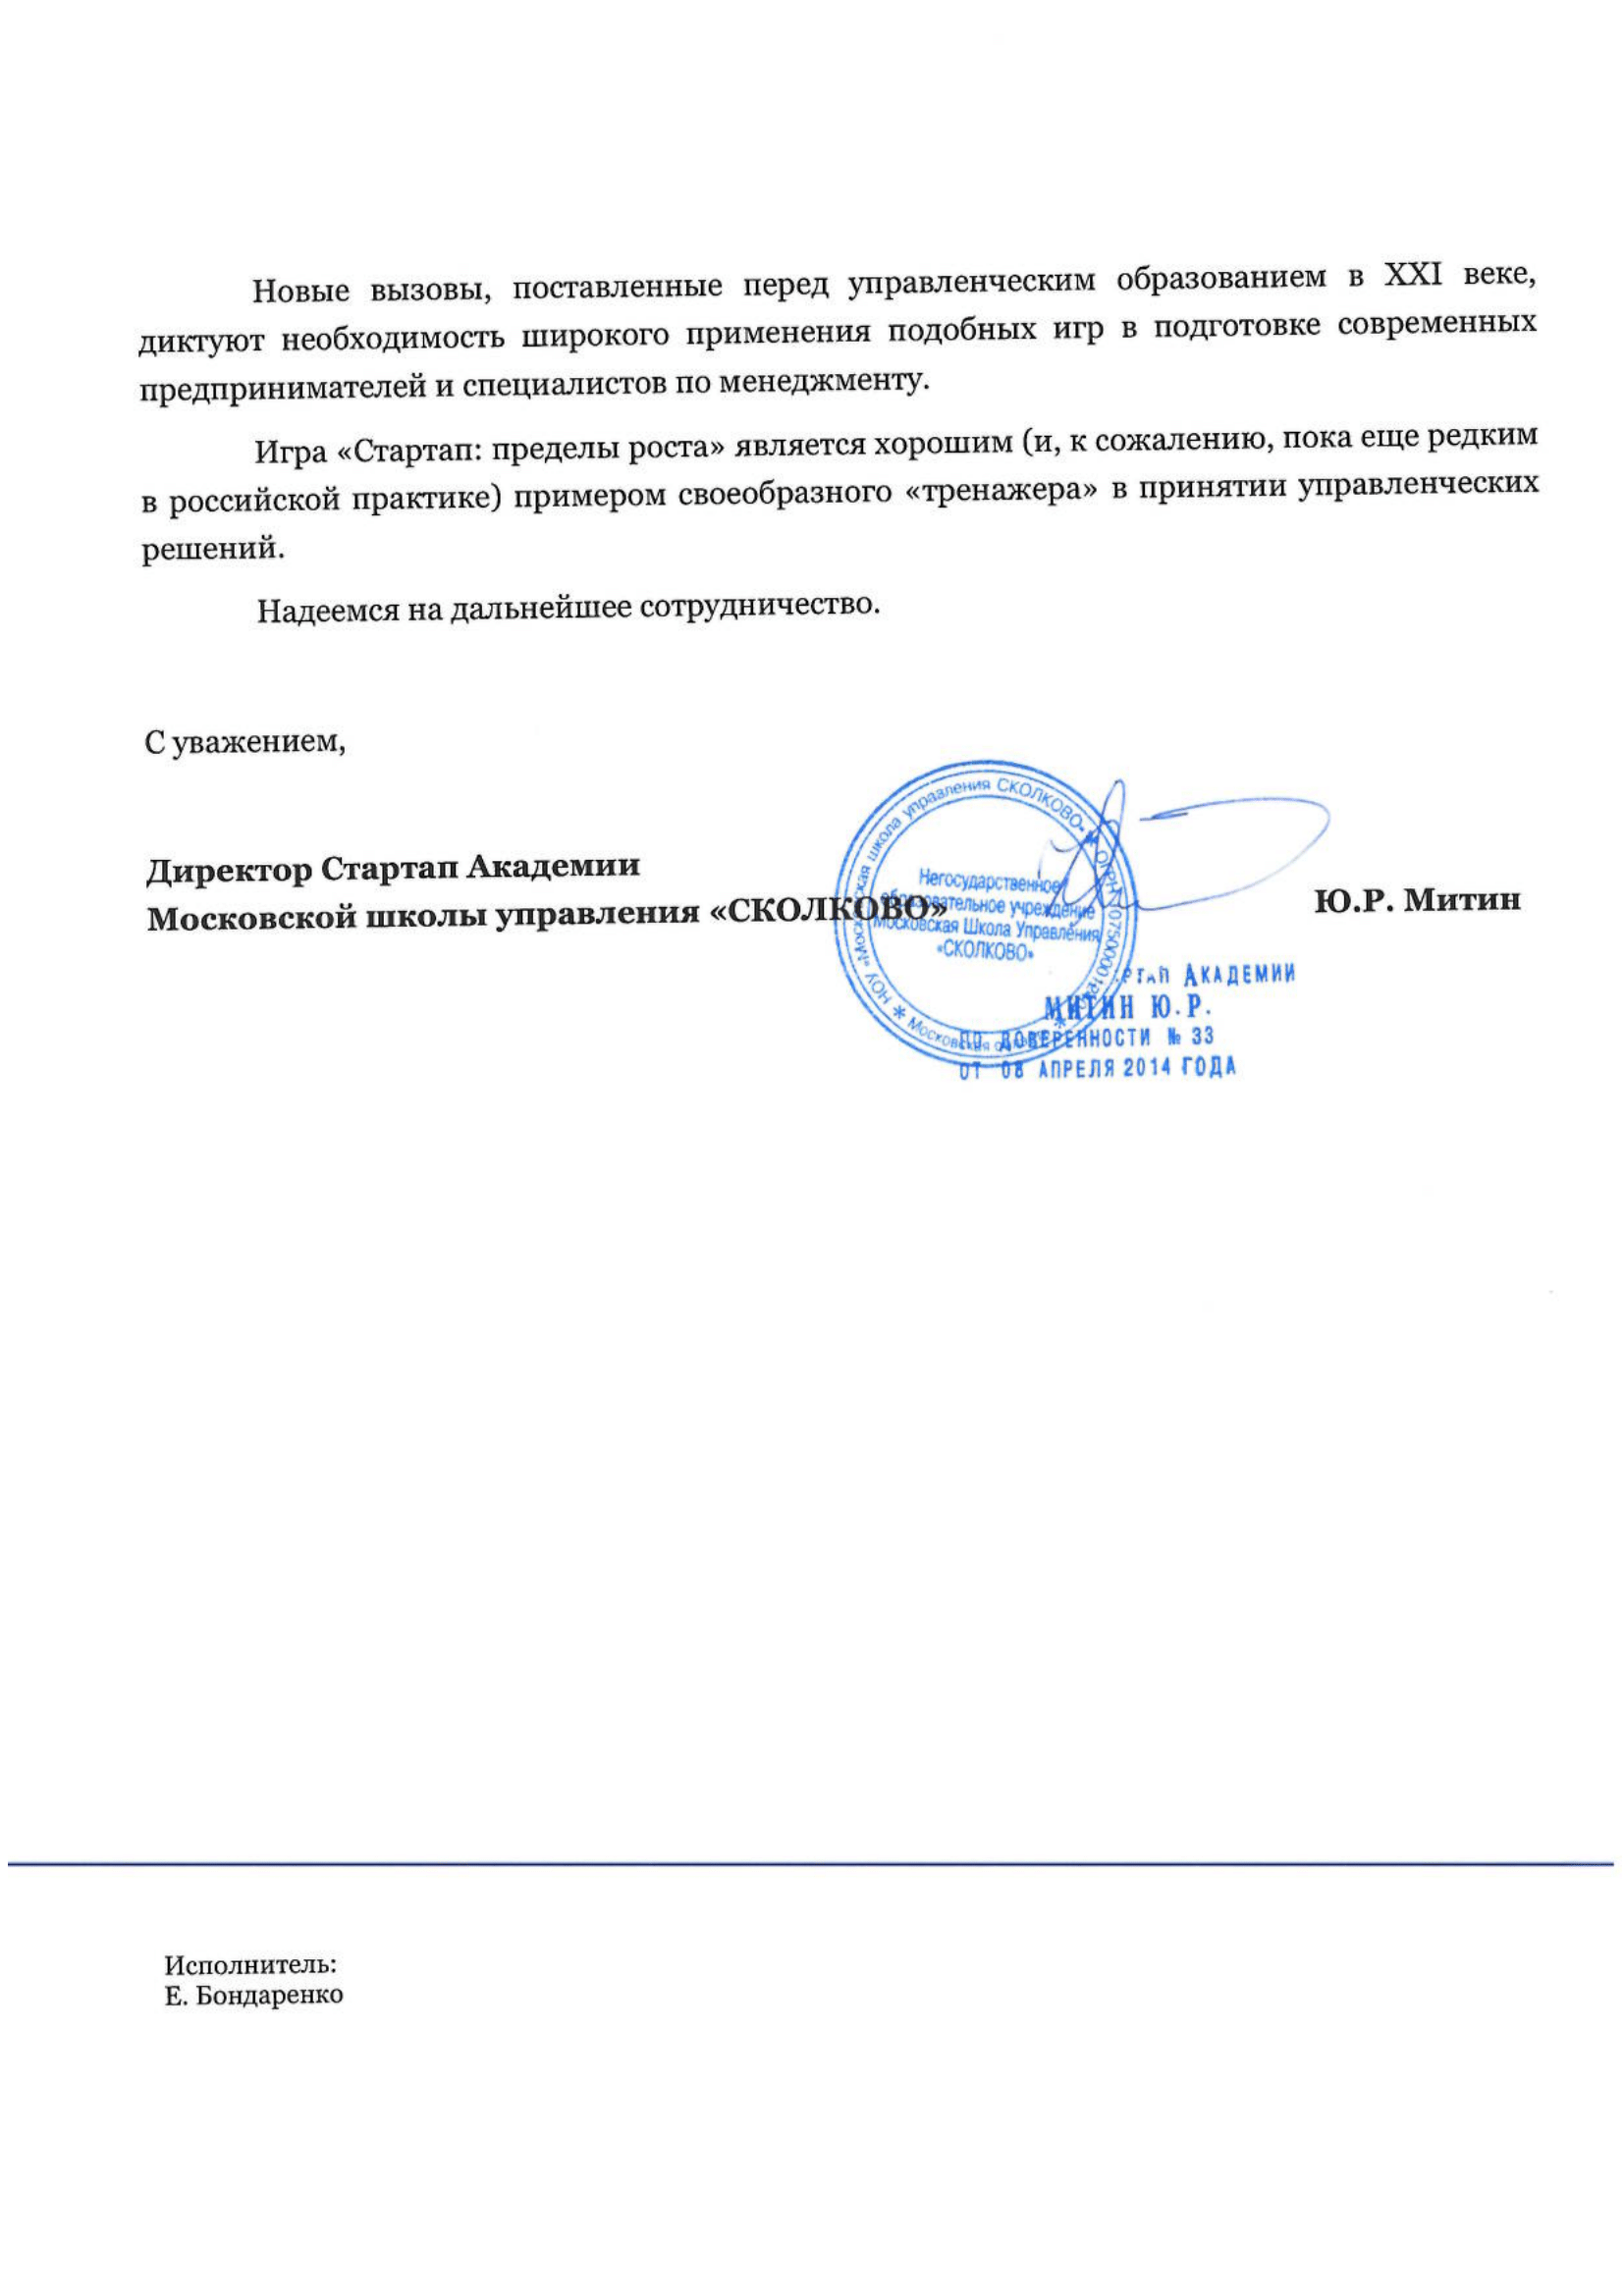 Новые вызовы, поставленные перед управленческим образованием в XXI веке,
диктуют необходимость широкого применения подобных игр в подготовке современных
предпринимателей и специалистов по менеджменту.
Игра «Стартап: пределы роста» является хорошим (и, к сожалению, пока еще редким
в российской практике) примером своеобразного «тренажера» в принятии управленческих
решений.
Надеемся на дальнейшее сотрудничество.
С уважением,
Директор Стартап Академии
Московской школы управления «СКОЛКОВО»
Ю.Р. Митин
НОУ «Московская школа управления СКОЛКОВО» * ОГРН
* Московская
Негосударственное
образовательное учреждение
Московская Школа Управления
«СКОЛКОВО»
АКАДЕМИИ
МИТИН Ю.Р.
ПО ДОВЕРЕННОСТИ № 33
ОТ 08 АПРЕЛЯ 2014 ГОДА
Исполнитель:
Е. Бондаренко